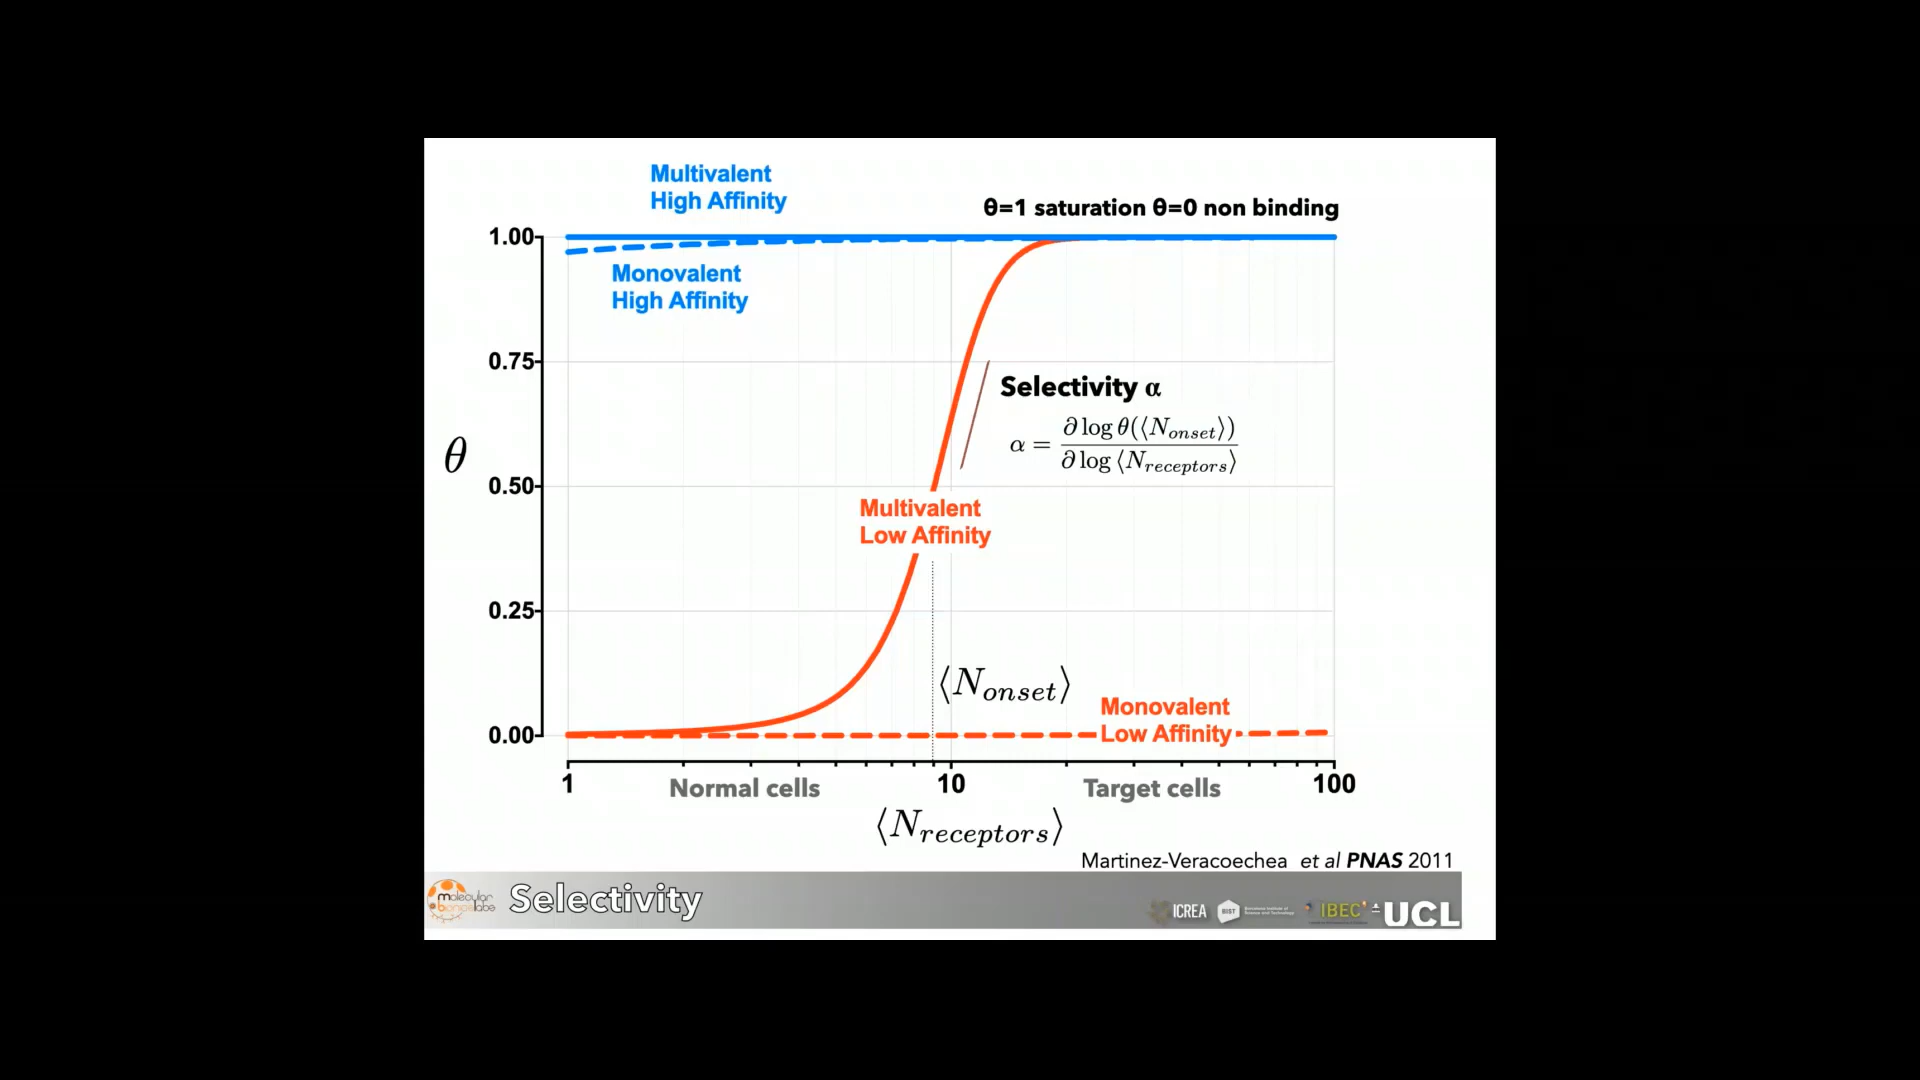 Multivalent
High Affinity
θ=1 saturation θ=0 non binding
1.00
Monovalent
High Affinity
0.75
Selectivity α
α = ∂ log θ(⟨N_onset⟩) / ∂ log ⟨N_receptors⟩
θ
0.50
Multivalent
Low Affinity
0.25
⟨N_onset⟩
Monovalent
Low Affinity
0.00
1 10 100
Normal cells Target cells
⟨N_receptors⟩
Martinez-Veracoechea et al PNAS 2011
molecular
Selectivity
ICREA BIST IBEC UCL